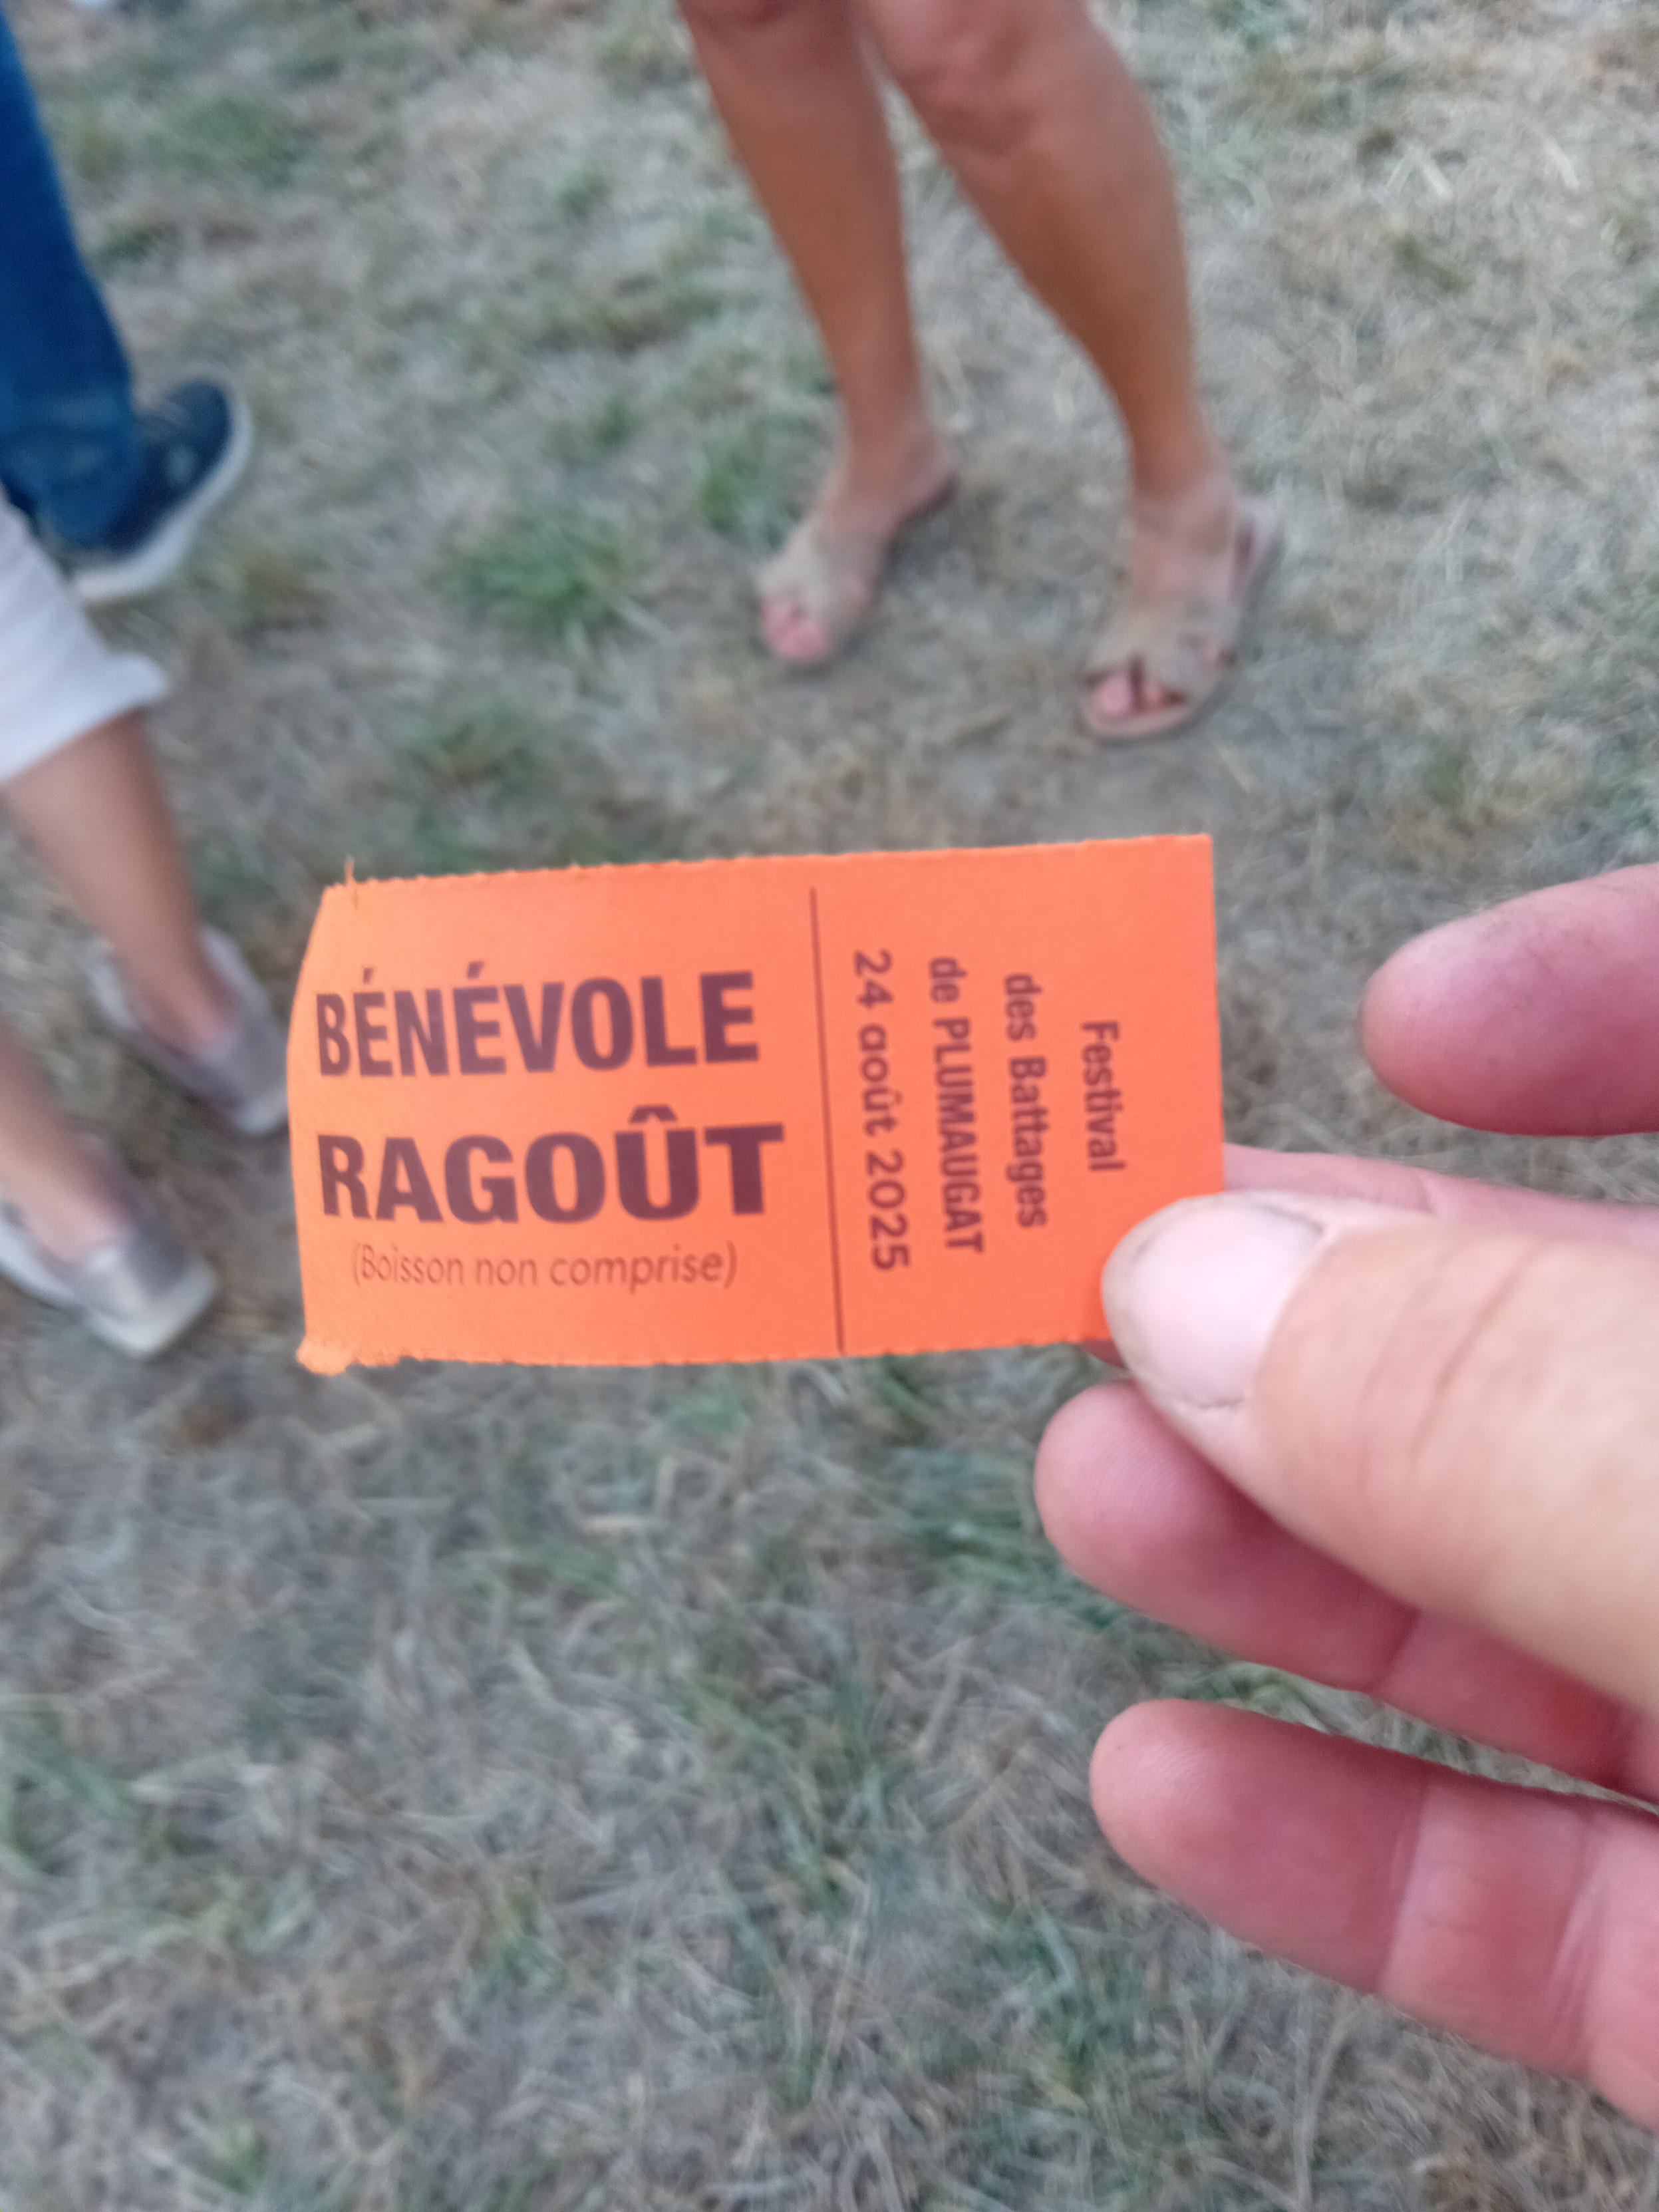 BÉNÉVOLE
RAGOÛT
(Boisson non comprise)
Festival
des Battages
de PLUMAUGAT
24 août 2025